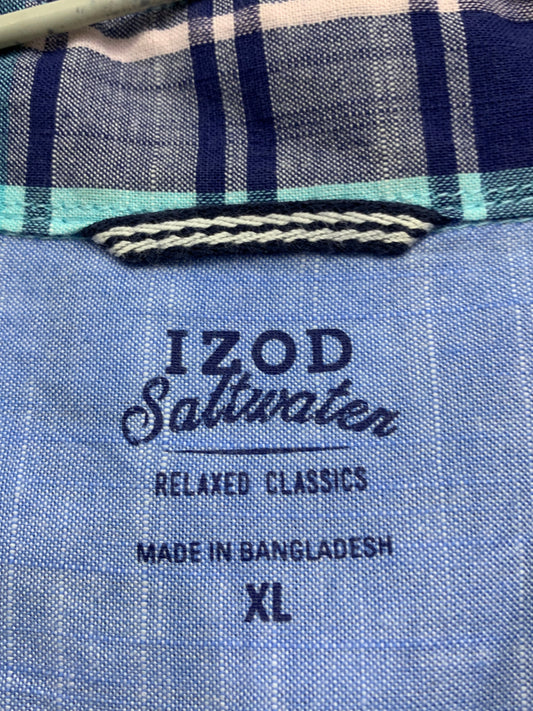 IZOD
Saltwater
RELAXED CLASSICS
MADE IN BANGLADESH
XL